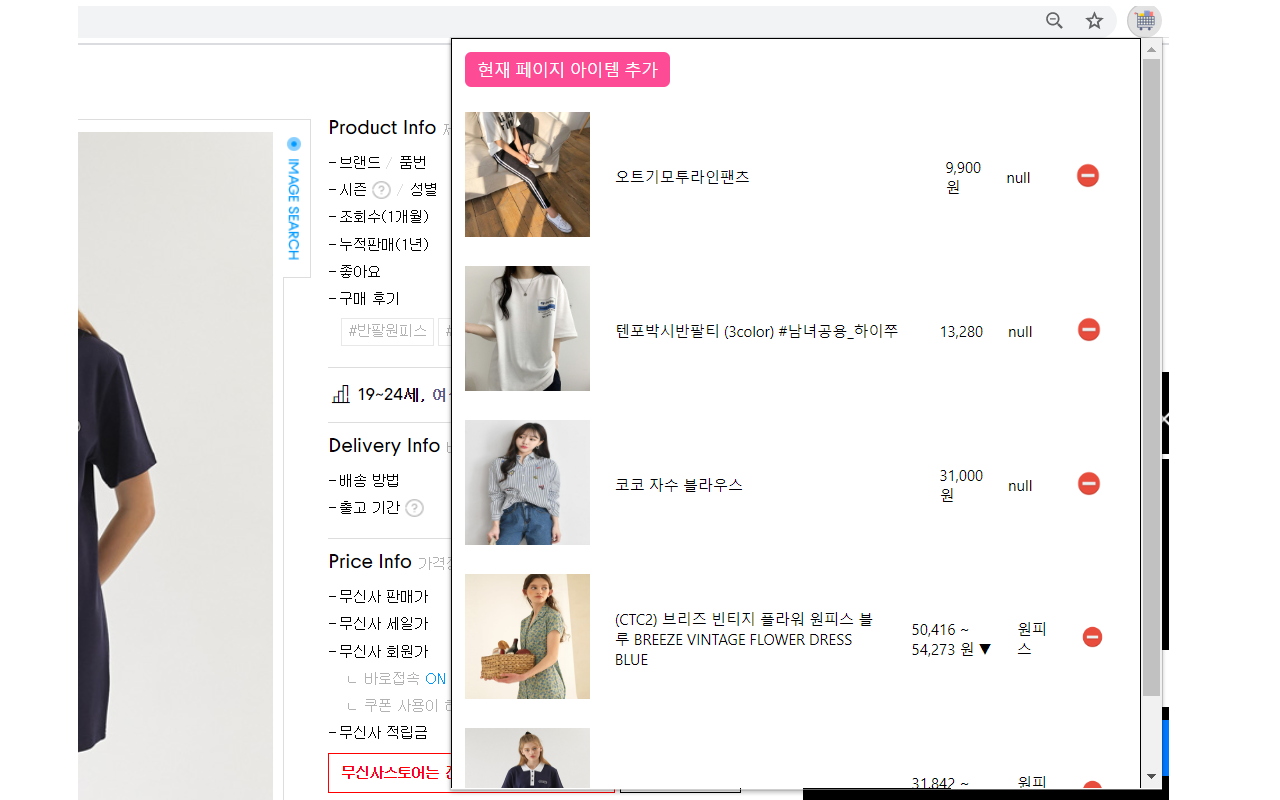 현재 페이지 아이템 추가
오트기모투라인팬츠
9,900
원
null
텐포박시반팔티 (3color) #남녀공용_하이쭈
13,280
null
코코 자수 블라우스
31,000
원
null
(CTC2) 브리즈 빈티지 플라워 원피스 블
루 BREEZE VINTAGE FLOWER DRESS
BLUE
50,416 ~
54,273 원 ▼
원피
스
31,842 ~
원피
IMAGE SEARCH
Product Info 제
- 브랜드 / 품번
- 시즌 ? / 성별
- 조회수(1개월)
- 누적판매(1년)
- 좋아요
- 구매 후기
#반팔원피스 #
19~24세, 여
Delivery Info
- 배송 방법
- 출고 기간 ?
Price Info 가격정
- 무신사 판매가
- 무신사 세일가
- 무신사 회원가
ㄴ 바로접속 ON
ㄴ 쿠폰 사용이
- 무신사 적립금
무신사스토어는